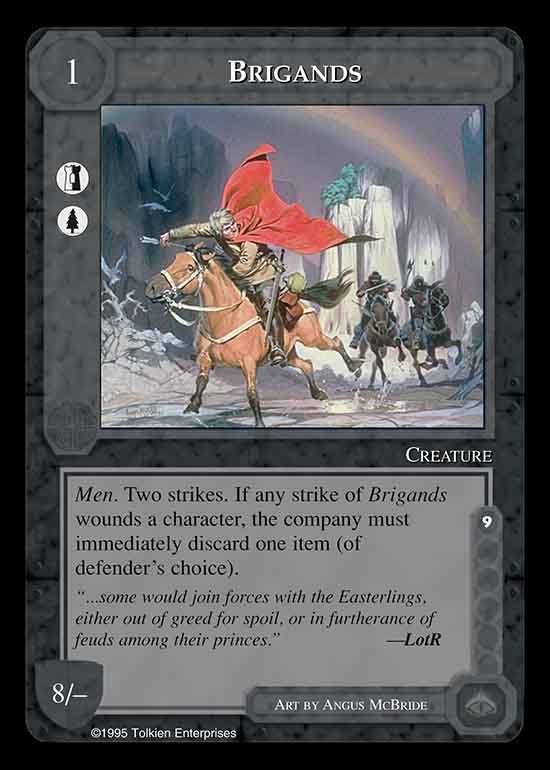 1
BRIGANDS
CREATURE
Men. Two strikes. If any strike of Brigands
wounds a character, the company must
immediately discard one item (of
defender's choice).
9
"...some would join forces with the Easterlings,
either out of greed for spoil, or in furtherance of
feuds among their princes." —LotR
8/–
ART BY ANGUS MCBRIDE
©1995 Tolkien Enterprises